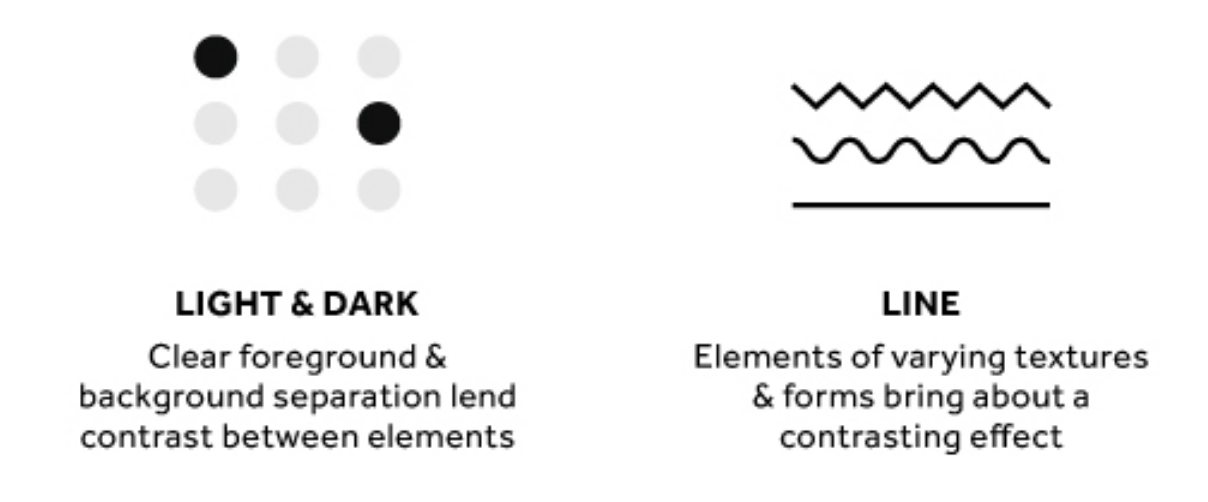 LIGHT & DARK
Clear foreground &
background separation lend
contrast between elements
LINE
Elements of varying textures
& forms bring about a
contrasting effect